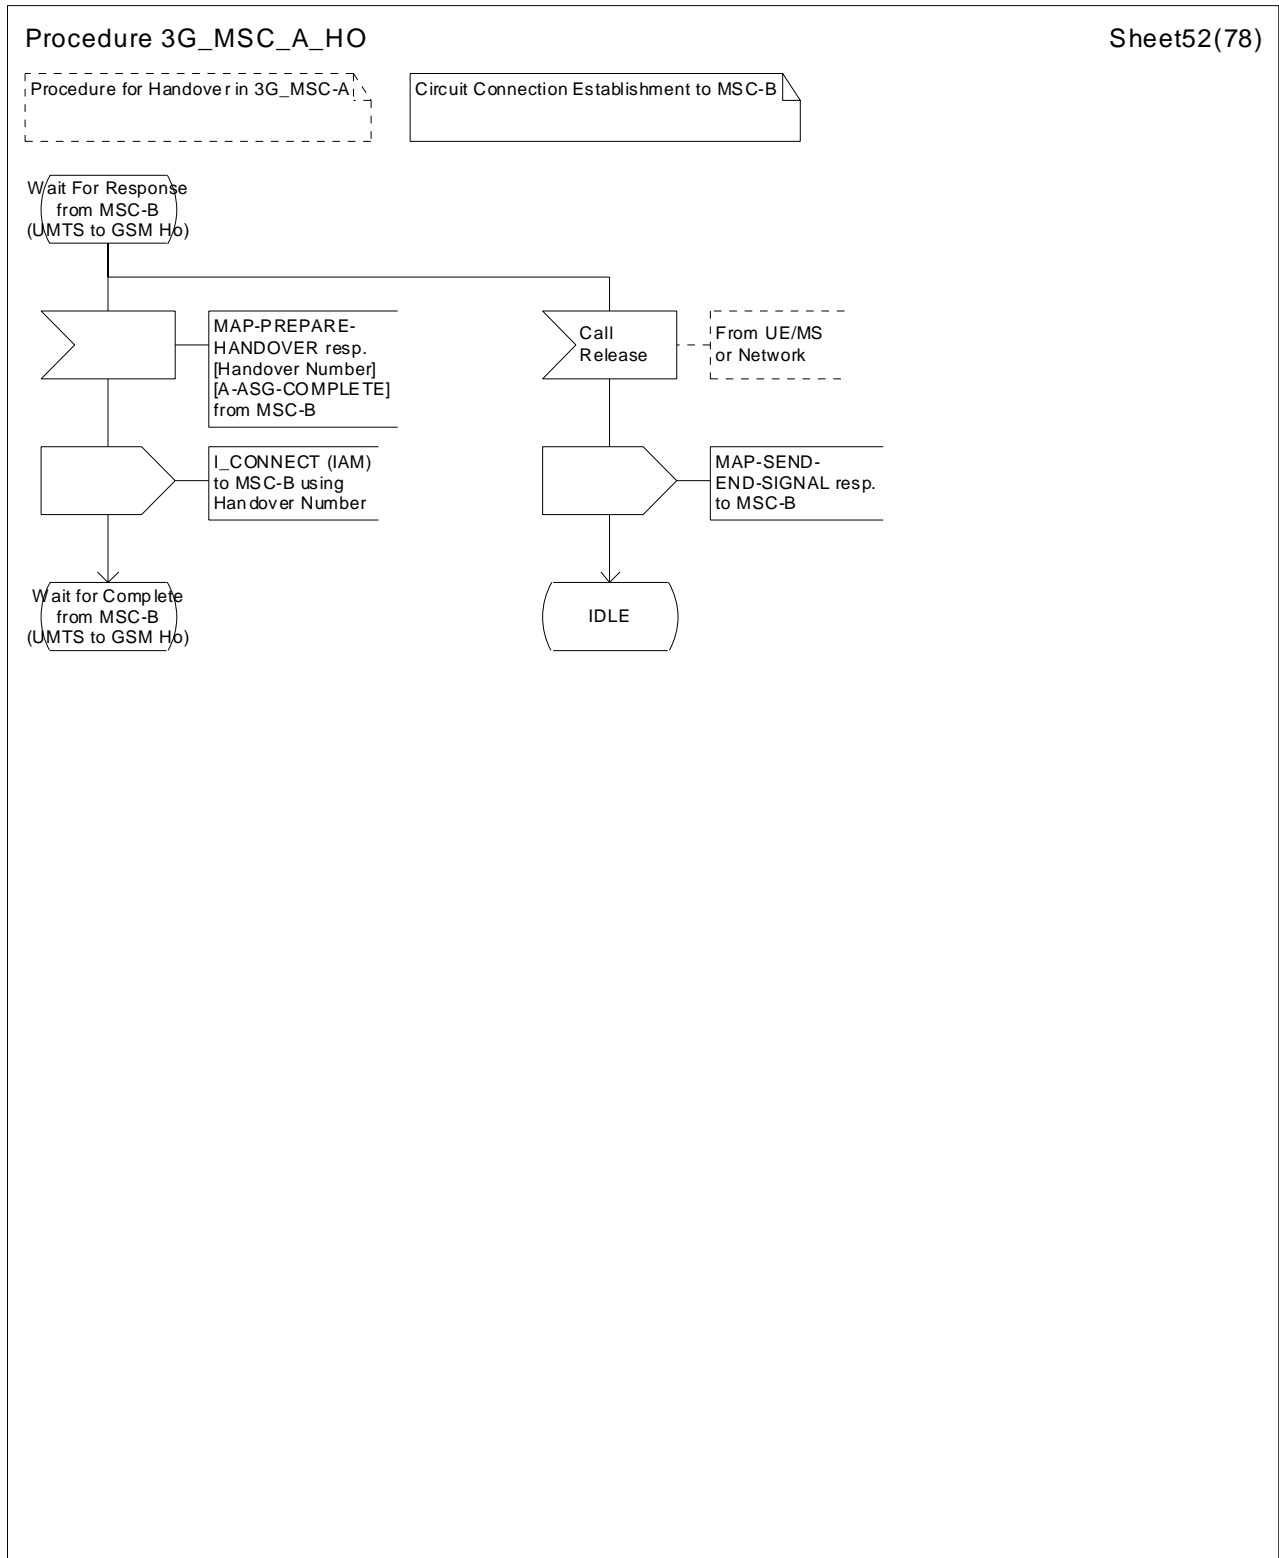 Procedure 3G_MSC_A_HO
Sheet52(78)
Procedure for Handover in 3G_MSC-A
Circuit Connection Establishment to MSC-B
Wait For Response
from MSC-B
(UMTS to GSM Ho)
MAP-PREPARE-
HANDOVER resp.
[Handover Number]
[A-ASG-COMPLETE]
from MSC-B
Call
Release
From UE/MS
or Network
I_CONNECT (IAM)
to MSC-B using
Handover Number
MAP-SEND-
END-SIGNAL resp.
to MSC-B
Wait for Complete
from MSC-B
(UMTS to GSM Ho)
IDLE